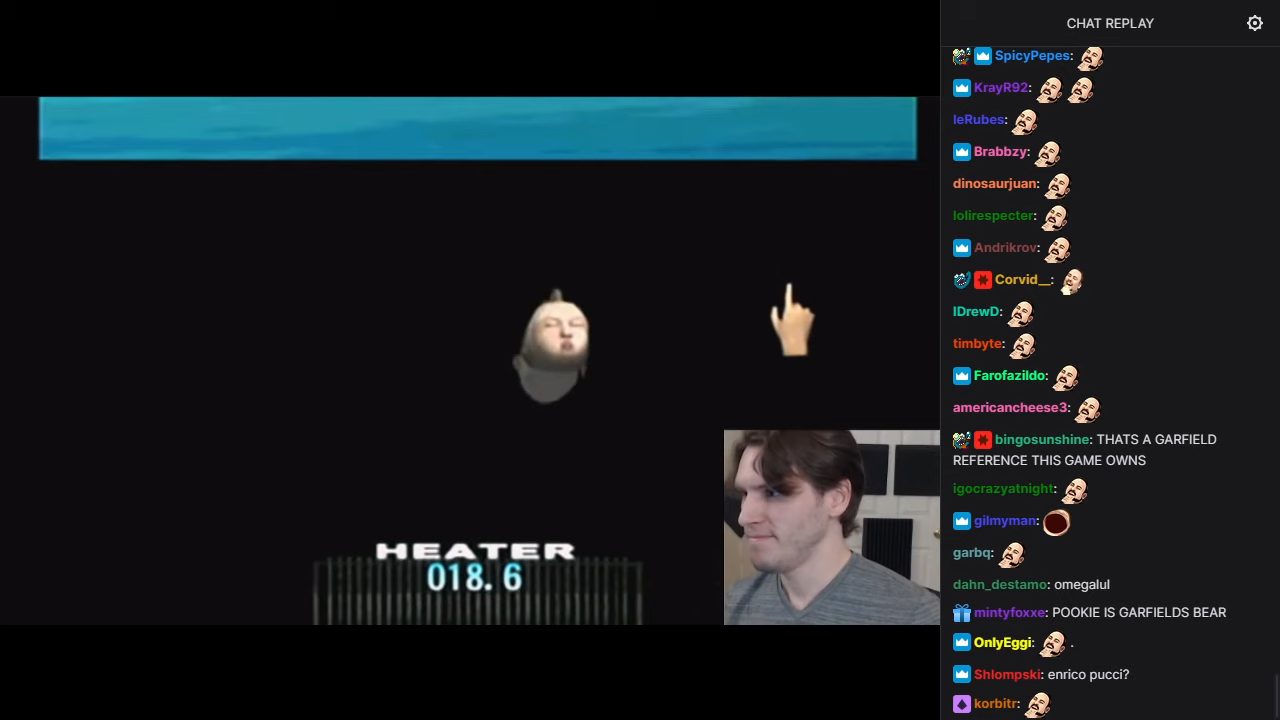 HEATER
018.6
CHAT REPLAY
SpicyPepes:
KrayR92:
leRubes:
Brabbzy:
dinosaurjuan:
lolirespecter:
Andrikrov:
Corvid__:
IDrewD:
timbyte:
Farofazildo:
americancheese3:
bingosunshine: THATS A GARFIELD
REFERENCE THIS GAME OWNS
igocrazyatnight:
gilmyman:
garbq:
dahn_destamo: omegalul
mintyfoxxe: POOKIE IS GARFIELDS BEAR
OnlyEggi: .
Shlompski: enrico pucci?
korbitr: